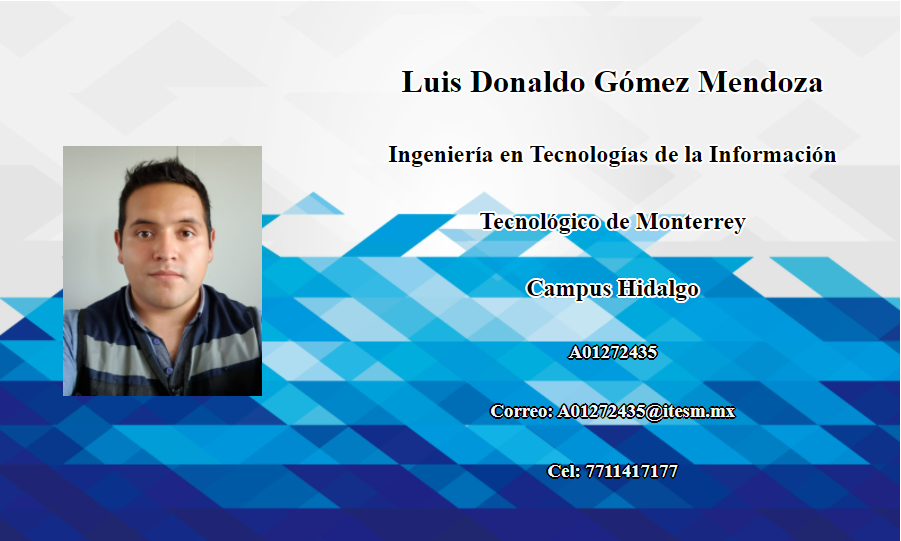 Luis Donaldo Gómez Mendoza
Ingeniería en Tecnologías de la Información
Tecnológico de Monterrey
Campus Hidalgo
A01272435
Correo: A01272435@itesm.mx
Cel: 7711417177